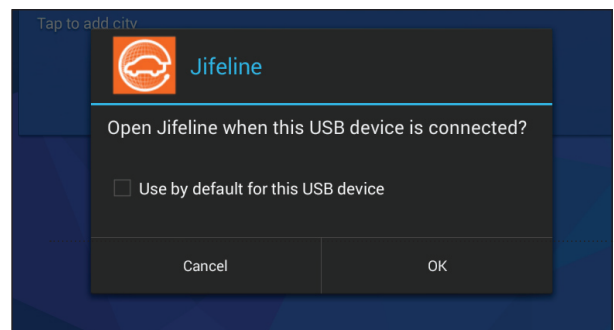 Tap to add city
Jifeline
Open Jifeline when this USB device is connected?
Use by default for this USB device
Cancel
OK